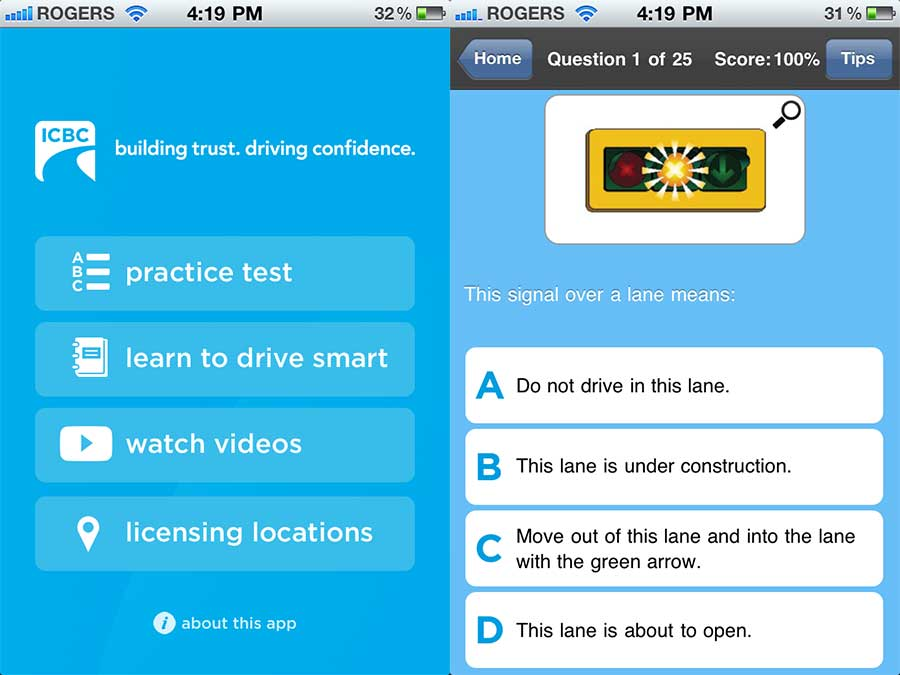 ROGERS 4:19 PM 32%
ICBC
building trust. driving confidence.
A
B
C
practice test
learn to drive smart
watch videos
licensing locations
i about this app
ROGERS 4:19 PM 31%
Home Question 1 of 25 Score:100% Tips
This signal over a lane means:
A Do not drive in this lane.
B This lane is under construction.
C Move out of this lane and into the lane
with the green arrow.
D This lane is about to open.